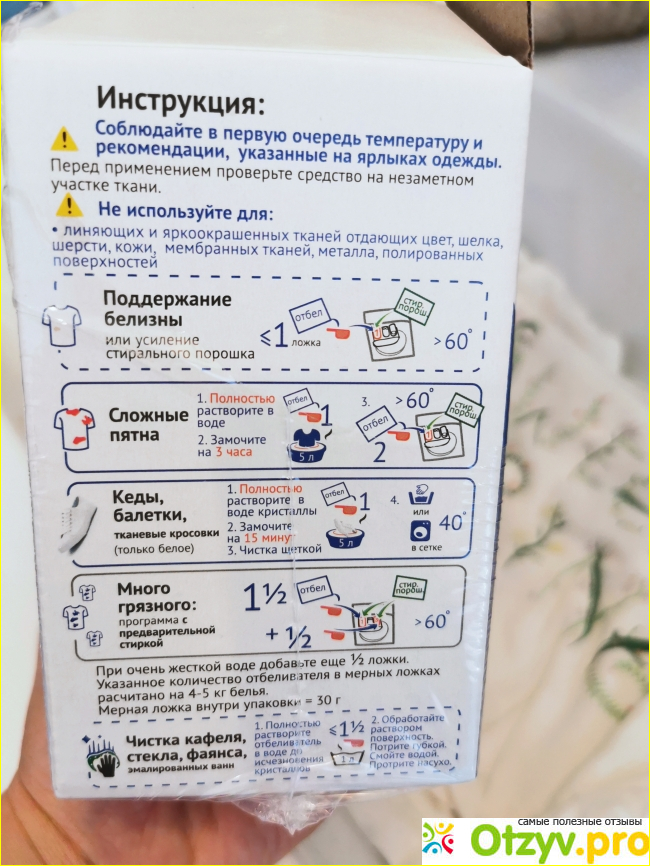 Инструкция:
Соблюдайте в первую очередь температуру и
рекомендации, указанные на ярлыках одежды.
Перед применением проверьте средство на незаметном
участке ткани.
Не используйте для:
• линяющих и яркоокрашенных тканей отдающих цвет, шелка,
шерсти, кожи, мембранных тканей, металла, полированных
поверхностей
Поддержание
белизны
или усиление
стирального порошка
⩽1 ложка
отбел
стир.
порош.
>60°
Сложные
пятна
1. Полностью
растворите в
воде
2. Замочите
на 3 часа
отбел
1
5 л
3. >60°
отбел
2
стир.
порош.
Кеды,
балетки,
тканевые кросовки
(только белое)
1. Полностью
растворите в
воде кристаллы
2. Замочите
на 15 минут
3. Чистка щеткой
отбел
1
5 л
4.
или
в сетке
40°
Много
грязного:
программа с
предварительной
стиркой
1½
+ ½
отбел
стир.
порош.
>60°
При очень жесткой воде добавьте еще ½ ложки.
Указанное количество отбеливателя в мерных ложках
расчитано на 4-5 кг белья.
Мерная ложка внутри упаковки = 30 г
Чистка кафеля,
стекла, фаянса,
эмалированных ванн
1. Полностью
растворите
отбеливатель
в воде до
исчезновения
кристаллов
⩽1½
1 л
2. Обработайте
раствором
поверхность.
Потрите губкой.
Смойте водой.
Протрите насухо.
самые полезные отзывы
Otzyv.pro